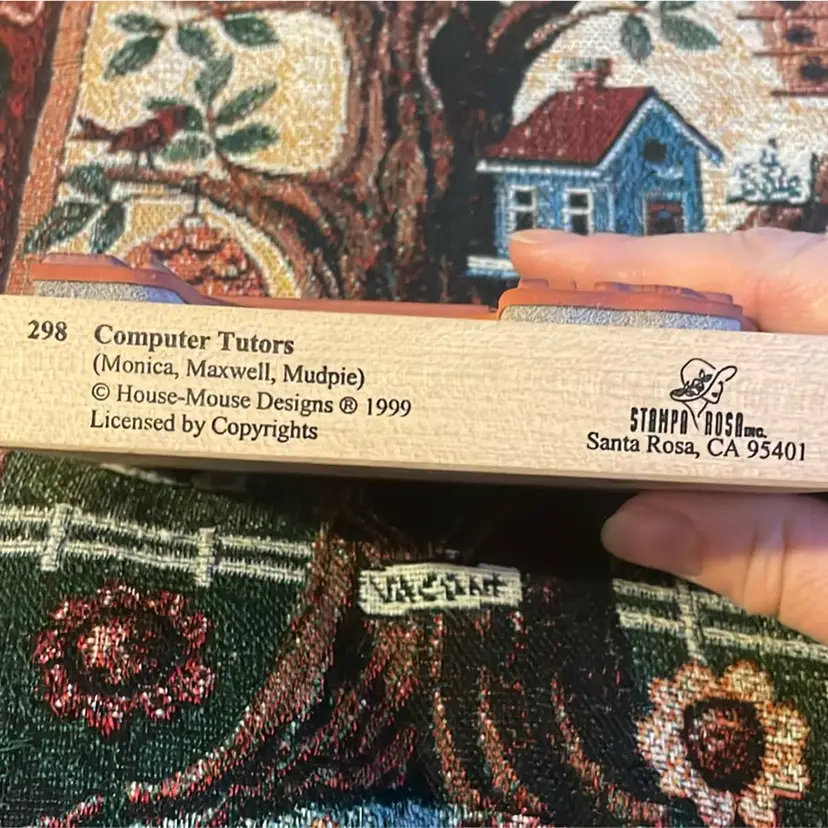 298 Computer Tutors
(Monica, Maxwell, Mudpie)
© House-Mouse Designs ® 1999
Licensed by Copyrights
STAMPA ROSA INC.
Santa Rosa, CA 95401
VACANT